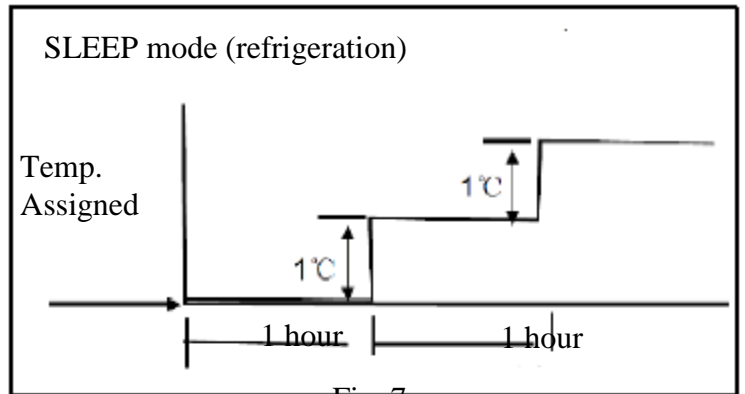 SLEEP mode (refrigeration)
Temp.
Assigned
1℃
1℃
1 hour
1 hour